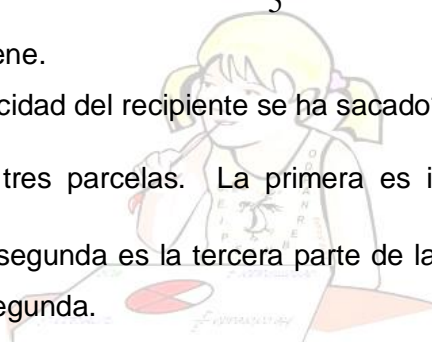 5
ene.
cidad del recipiente se ha sacado
tres parcelas. La primera es i
segunda es la tercera parte de la
egunda.